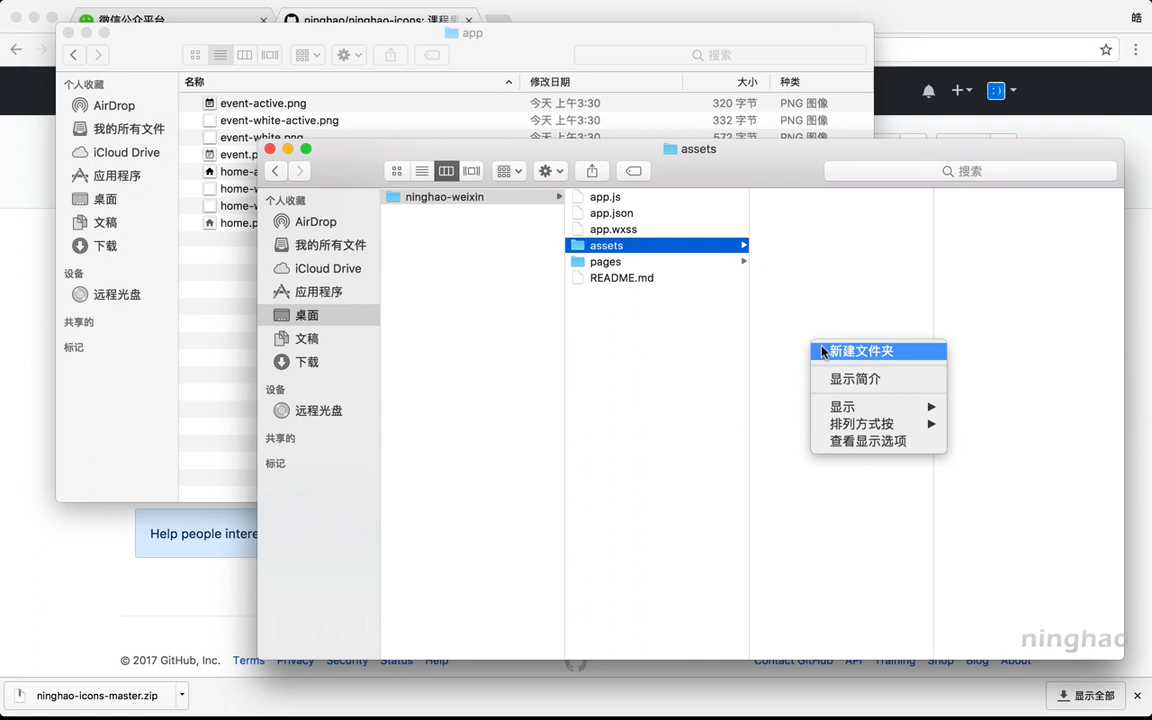 微信公众平台
ninghao/ninghao-icons: 课程
皓
app
搜索
个人收藏
AirDrop
我的所有文件
iCloud Drive
应用程序
桌面
文稿
下载
设备
远程光盘
共享的
标记
名称 修改日期 大小 种类
event-active.png 今天 上午3:30 320 字节 PNG 图像
event-white-active.png 今天 上午3:30 332 字节 PNG 图像
event-white.png 今天 上午3:30 572 字节 PNG 图像
event.p
home-a
home-w
home-w
home.p
assets
搜索
个人收藏
AirDrop
我的所有文件
iCloud Drive
应用程序
桌面
文稿
下载
设备
远程光盘
共享的
标记
ninghao-weixin
app.js
app.json
app.wxss
assets
pages
README.md
新建文件夹
显示简介
显示
排列方式按
查看显示选项
Help people intere
ninghao
© 2017 GitHub, Inc. Terms Privacy Security Status Help
Contact GitHub API Training Shop Blog About
ninghao-icons-master.zip
显示全部